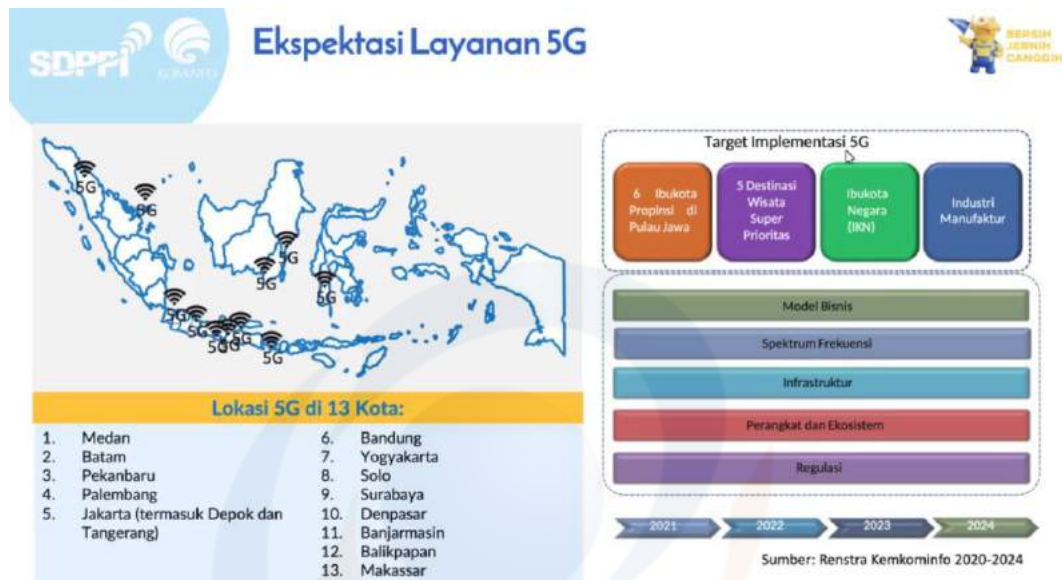 SDPPI
KOMINFO
Ekspektasi Layanan 5G
BERSIH
JERNIH
CANGGIH
5G
5G
5G
5G
5G
5G
5G
5G
5G
5G
5G
Lokasi 5G di 13 Kota:
1. Medan
2. Batam
3. Pekanbaru
4. Palembang
5. Jakarta (termasuk Depok dan
Tangerang)
6. Bandung
7. Yogyakarta
8. Solo
9. Surabaya
10. Denpasar
11. Banjarmasin
12. Balikpapan
13. Makassar
Target Implementasi 5G
6 Ibukota
Propinsi di
Pulau Jawa
5 Destinasi
Wisata
Super
Prioritas
Ibukota
Negara
(IKN)
Industri
Manufaktur
Model Bisnis
Spektrum Frekuensi
Infrastruktur
Perangkat dan Ekosistem
Regulasi
2021
2022
2023
2024
Sumber: Renstra Kemkominfo 2020-2024